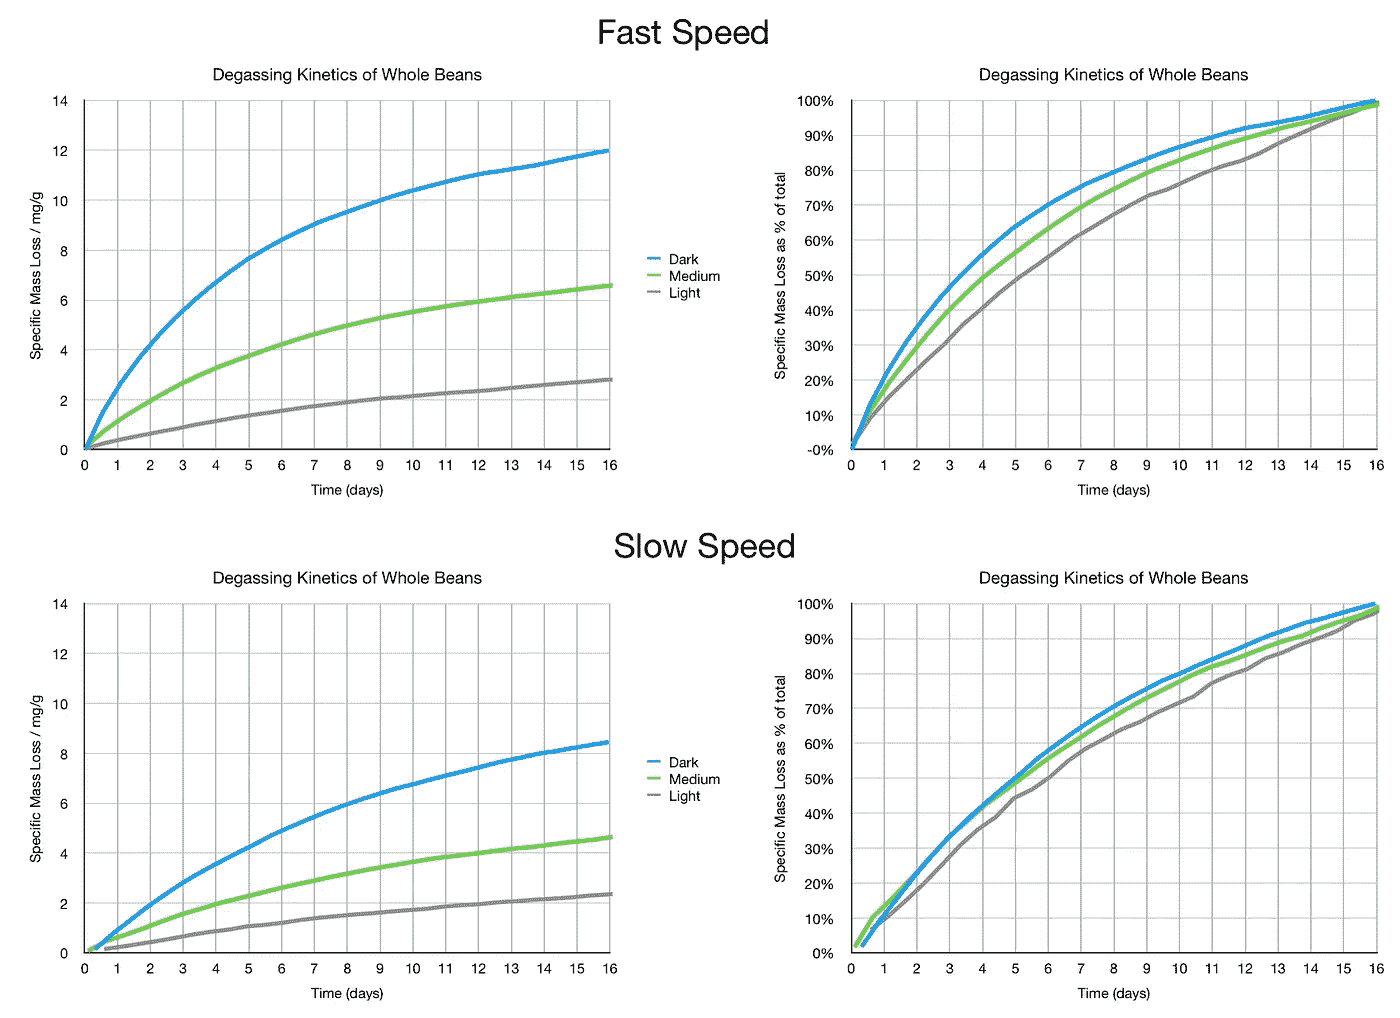 Fast Speed
Degassing Kinetics of Whole Beans
Specific Mass Loss / mg/g
14
12
10
8
6
4
2
0
0 1 2 3 4 5 6 7 8 9 10 11 12 13 14 15 16
Time (days)
Dark
Medium
Light
Degassing Kinetics of Whole Beans
Specific Mass Loss as % of total
100%
90%
80%
70%
60%
50%
40%
30%
20%
10%
-0%
0 1 2 3 4 5 6 7 8 9 10 11 12 13 14 15 16
Time (days)
Slow Speed
Degassing Kinetics of Whole Beans
Specific Mass Loss / mg/g
14
12
10
8
6
4
2
0
0 1 2 3 4 5 6 7 8 9 10 11 12 13 14 15 16
Time (days)
Dark
Medium
Light
Degassing Kinetics of Whole Beans
Specific Mass Loss as % of total
100%
90%
80%
70%
60%
50%
40%
30%
20%
10%
0%
0 1 2 3 4 5 6 7 8 9 10 11 12 13 14 15 16
Time (days)